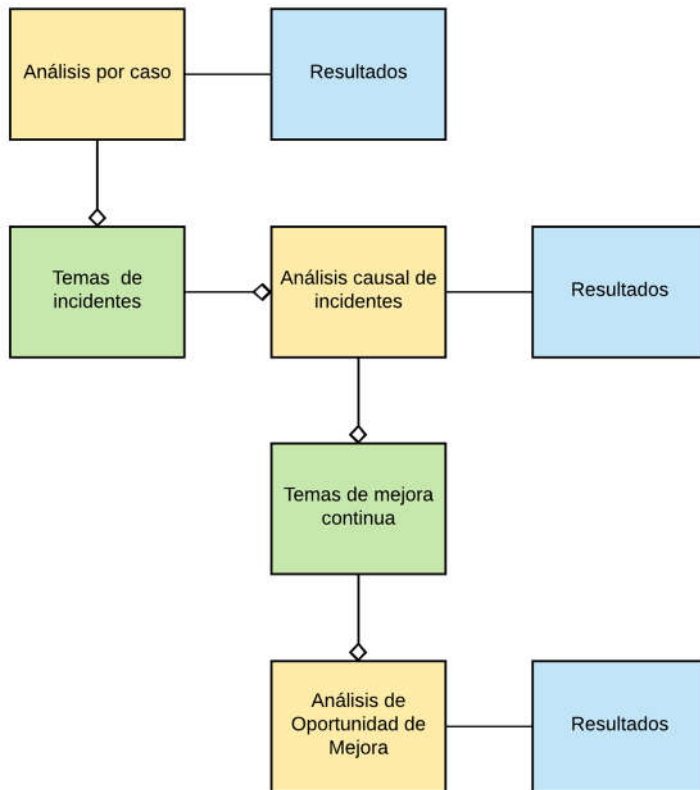 Análisis por caso
Resultados
Temas de
incidentes
Análisis causal de
incidentes
Resultados
Temas de mejora
continua
Análisis de
Oportunidad de
Mejora
Resultados